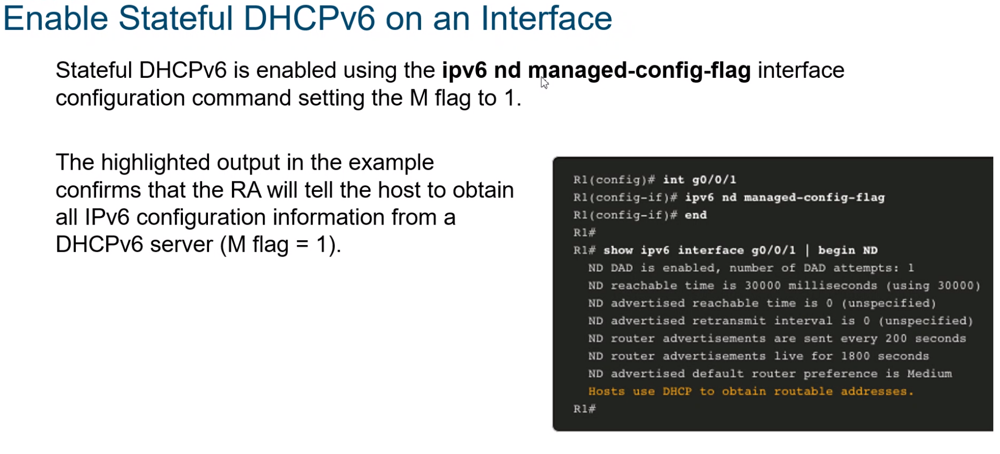 Enable Stateful DHCPv6 on an Interface
Stateful DHCPv6 is enabled using the ipv6 nd managed-config-flag interface
configuration command setting the M flag to 1.
The highlighted output in the example
confirms that the RA will tell the host to obtain
all IPv6 configuration information from a
DHCPv6 server (M flag = 1).
R1(config)# int g0/0/1
R1(config-if)# ipv6 nd managed-config-flag
R1(config-if)# end
R1#
R1# show ipv6 interface g0/0/1 | begin ND
ND DAD is enabled, number of DAD attempts: 1
ND reachable time is 30000 milliseconds (using 30000)
ND advertised reachable time is 0 (unspecified)
ND advertised retransmit interval is 0 (unspecified)
ND router advertisements are sent every 200 seconds
ND router advertisements live for 1800 seconds
ND advertised default router preference is Medium
Hosts use DHCP to obtain routable addresses.
R1#